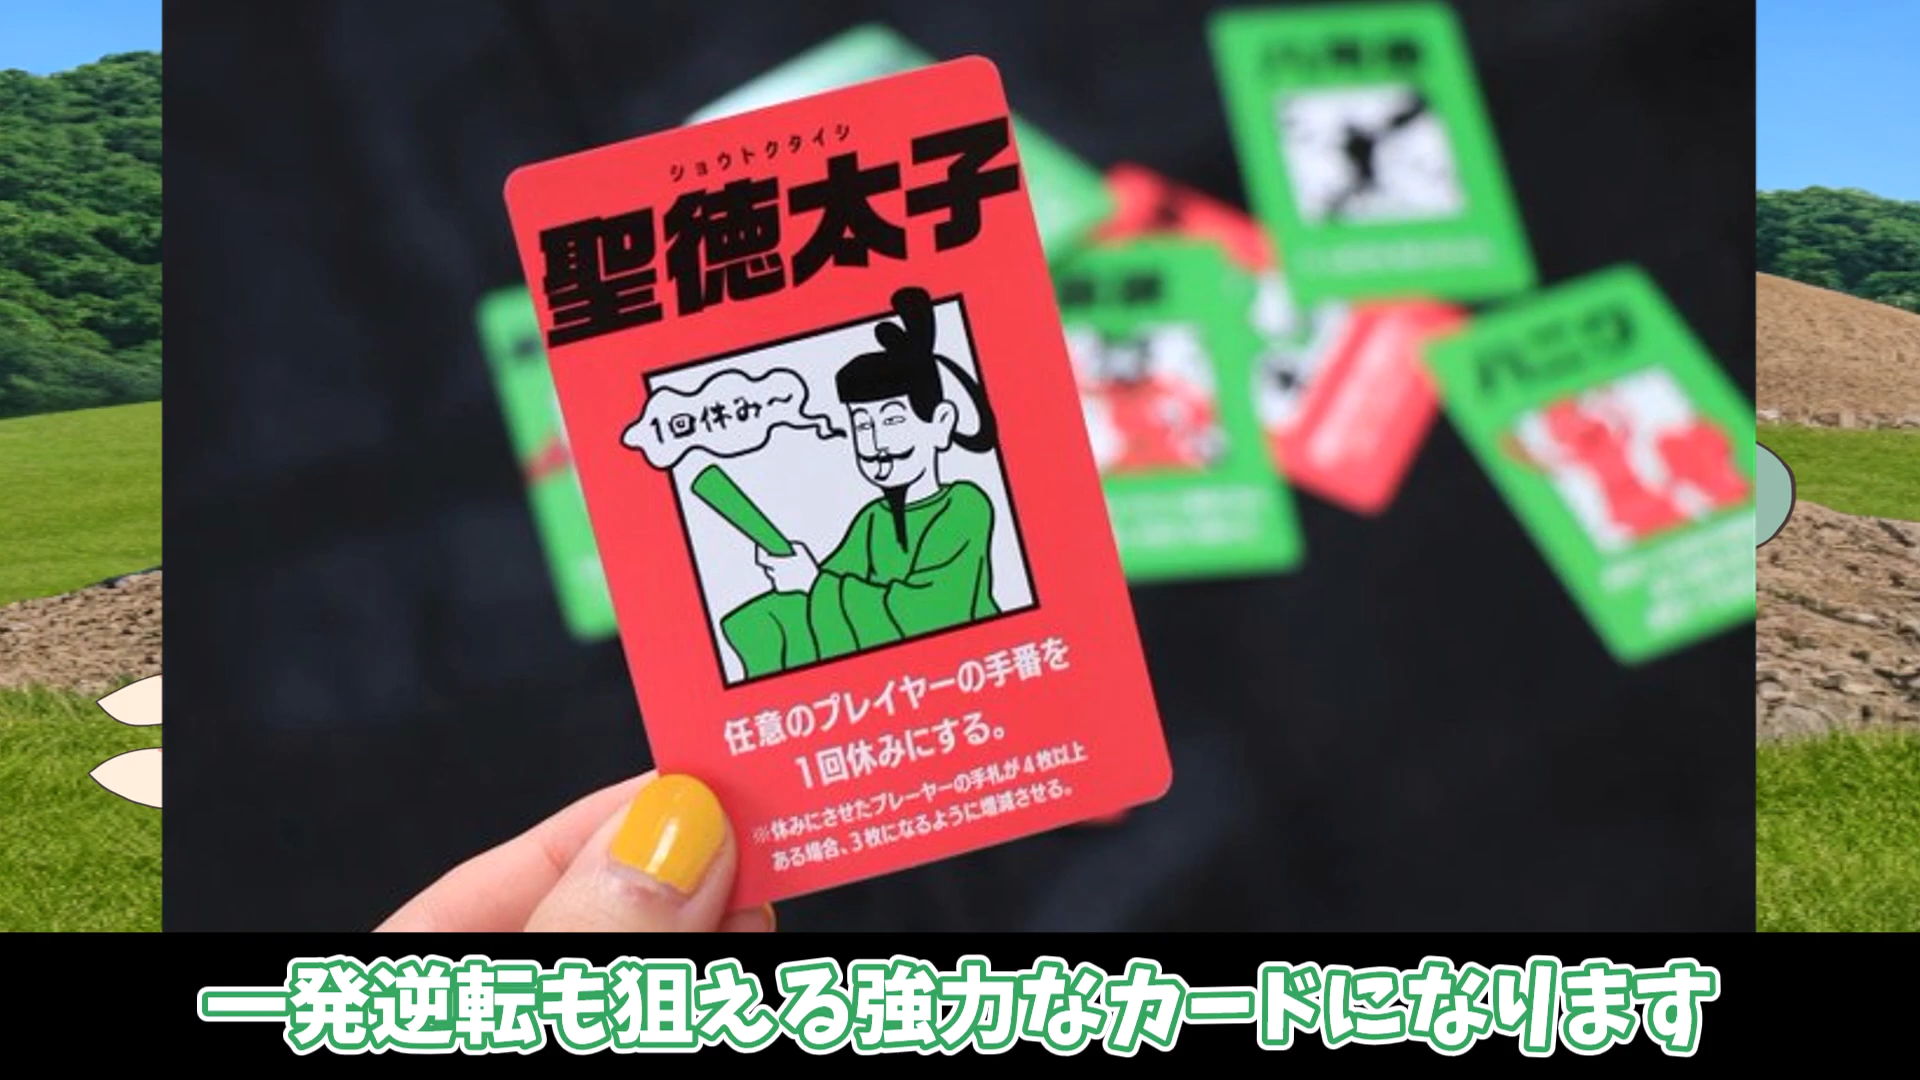 ショウトクタイシ
聖徳太子
1回休み〜
任意のプレイヤーの手番を
1回休みにする。
※休みにさせたプレーヤーの手札が4枚以上
ある場合、3枚になるように増減させる。
ハニワ
一発逆転も狙える強力なカードになります